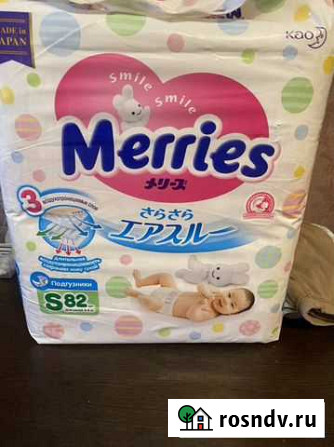 MADE in
JAPAN
Kao
smile smile
Merries
メリーズ
さらさら
エアスルー
3
Подгузники
S 82
rosndv.ru